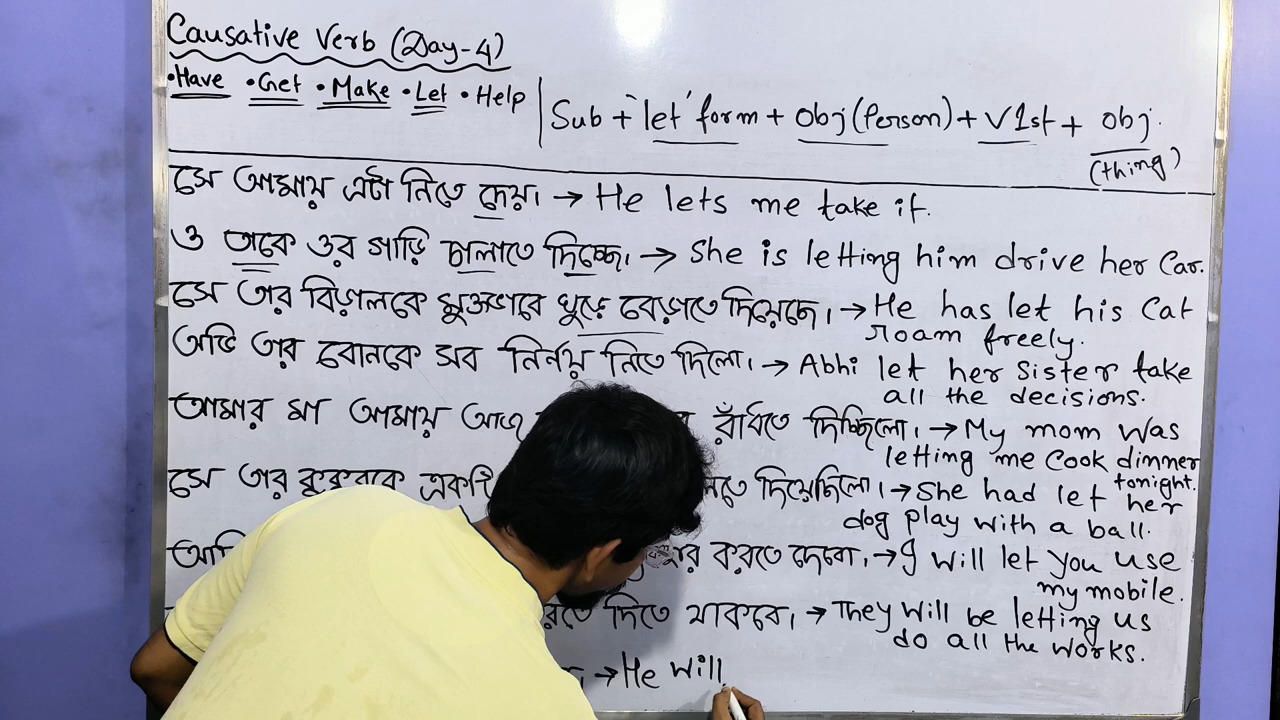 Causative Verb (Day-4)
•Have •Get •Make •Let •Help
Sub + 'let' form + obj (Person) + V1st + obj. (thing)
সে আমায় এটা নিতে দেয়। → He lets me take it.
ও তাকে ওর গাড়ি চালাতে দিচ্ছে। → She is letting him drive her Car.
সে তার বিড়ালকে মুক্তভাবে ঘুড়ে বেড়াতে দিয়েছে। → He has let his Cat
roam freely.
অভি তার বোনকে সব নির্নয় নিতে দিলো। → Abhi let her Sister take
all the decisions.
আমার মা আমায় আজ রাঁধতে দিচ্ছিলো। → My mom was
letting me Cook dinner
tonight.
সে তার কুকুরকে দিয়েছিলো। → She had let her
dog play with a ball.
করতে দেবো। → I will let you use
my mobile.
দিতে থাকবে। → They will be letting us
do all the works.
→ He will